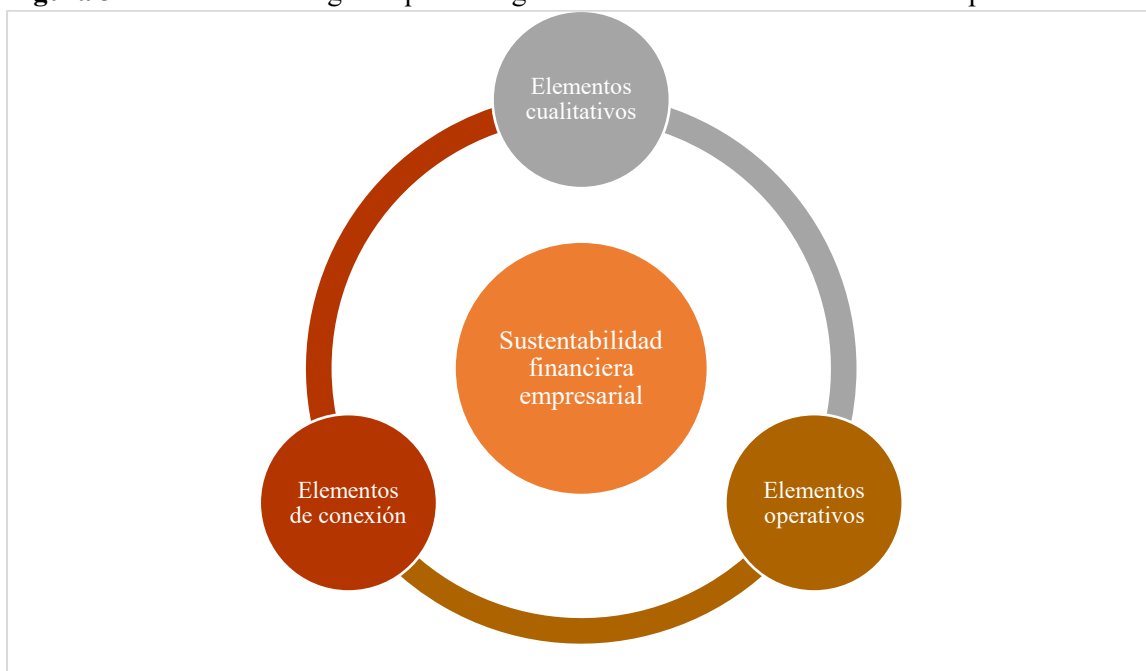 Elementos
cualitativos
Sustentabilidad
financiera
empresarial
Elementos
de conexión
Elementos
operativos